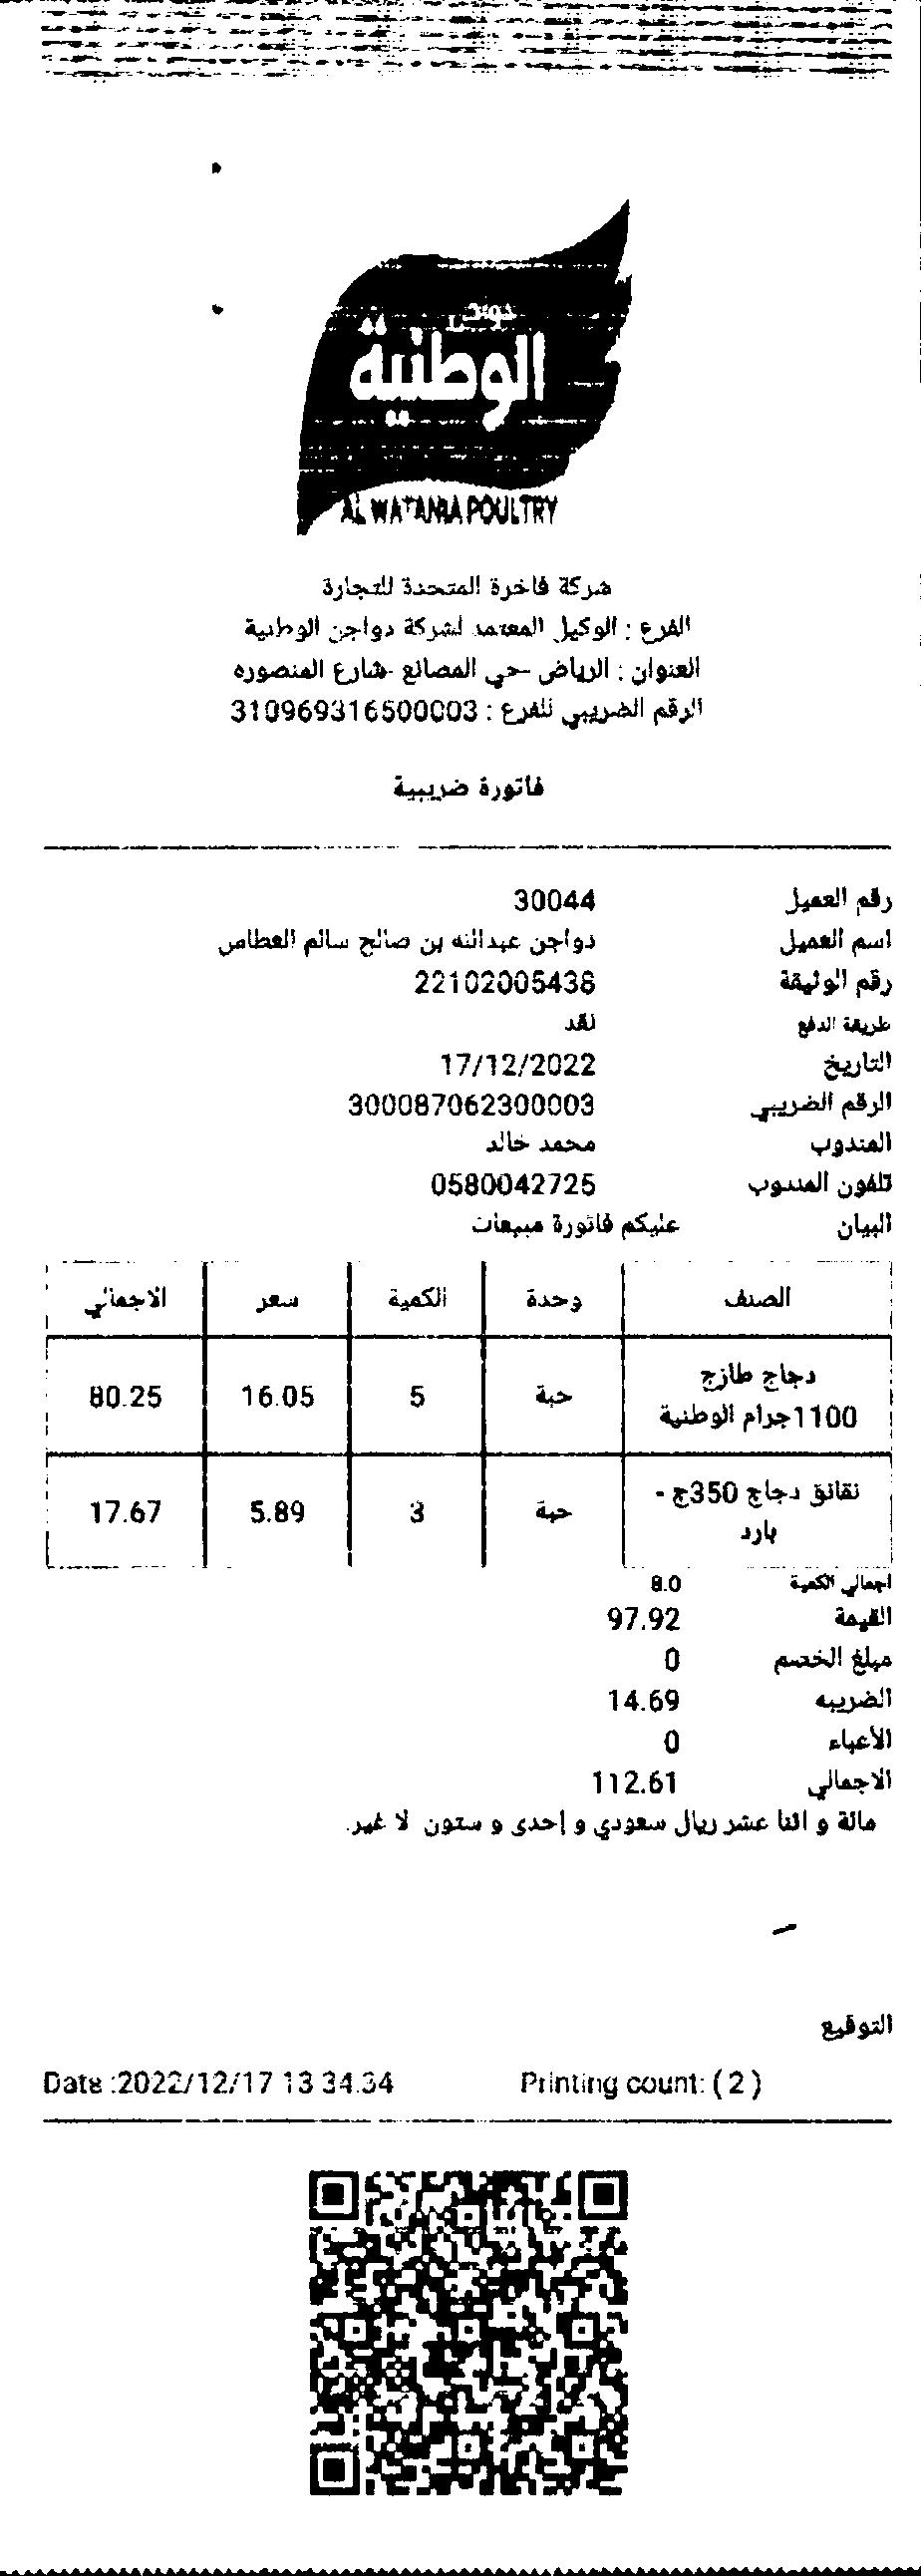 دواجن
الوطنية
AL WATANIA POULTRY
شركة فاخرة المتحدة للتجارة
الفرع : الوكيل المعتمد لشركة دواجن الوطنية
العنوان : الرياض -حي المصانع -شارع المنصوره
الرقم الضريبي للفرع : 310969316500003
فاتورة ضريبية
رقم العميل 30044
اسم العميل دواجن عبدالله بن صالح سالم العطاس
رقم الوثيقة 22102005438
طريقة الدفع نقد
التاريخ 17/12/2022
الرقم الضريبي 300087062300003
المندوب محمد خالد
تلفون المندوب 0580042725
البيان عليكم فاتورة مبيعات
الصنف وحدة الكمية سعر الاجمالي
دجاج طازج
1100جرام الوطنية حبة 5 16.05 80.25
نقانق دجاج 350ج -
بارد حبة 3 5.89 17.67
اجمالي الكمية 8.0
القيمة 97.92
مبلغ الخصم 0
الضريبه 14.69
الأعباء 0
الاجمالي 112.61
مائة و اثنا عشر ريال سعودي و إحدى و ستون لا غير.
التوقيع
Date :2022/12/17 13:34:34 Printing count: ( 2 )